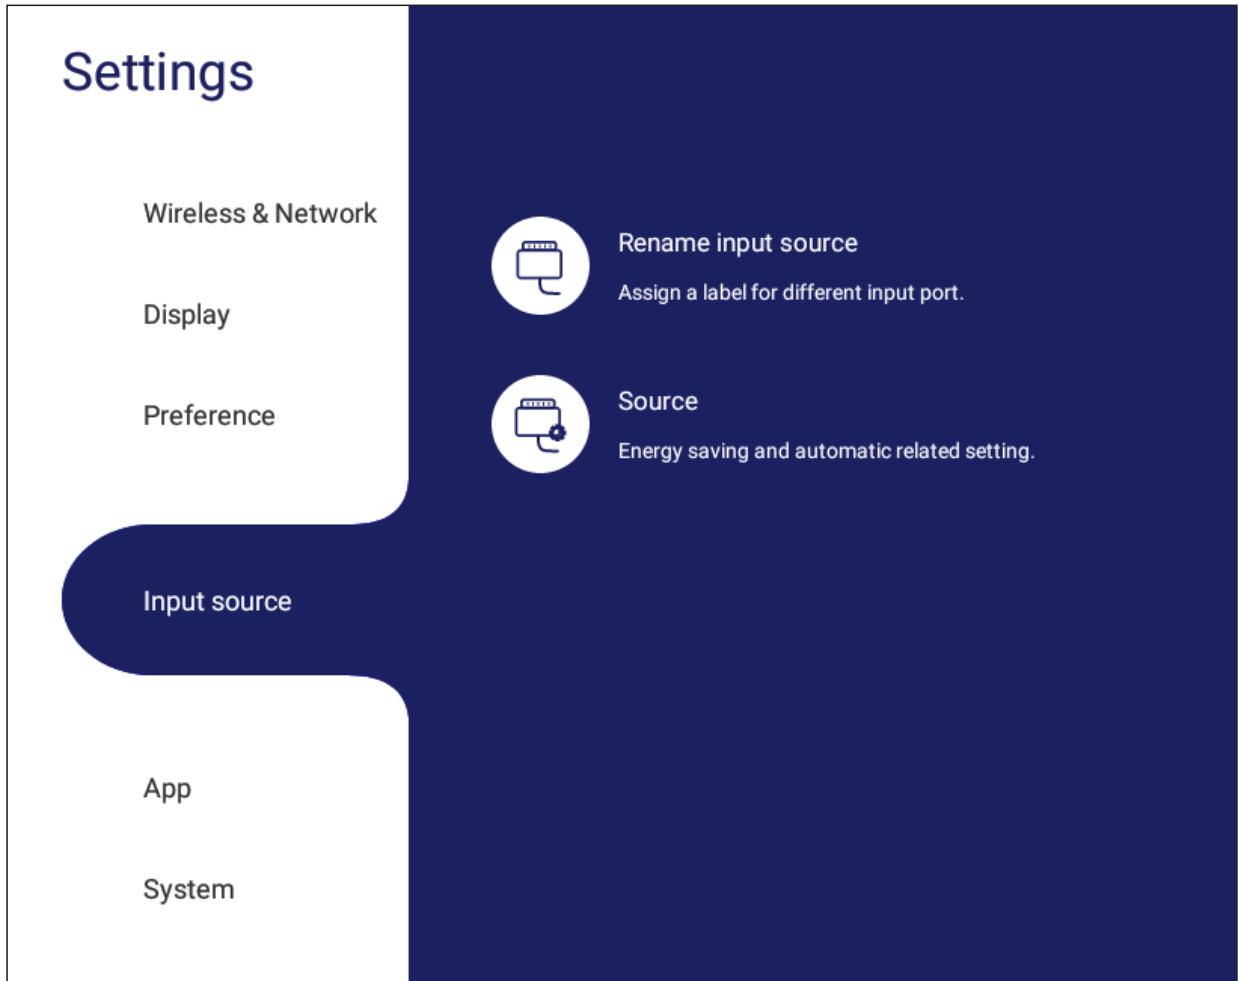 Settings
Wireless & Network
Display
Preference
Input source
App
System
Rename input source
Assign a label for different input port.
Source
Energy saving and automatic related setting.